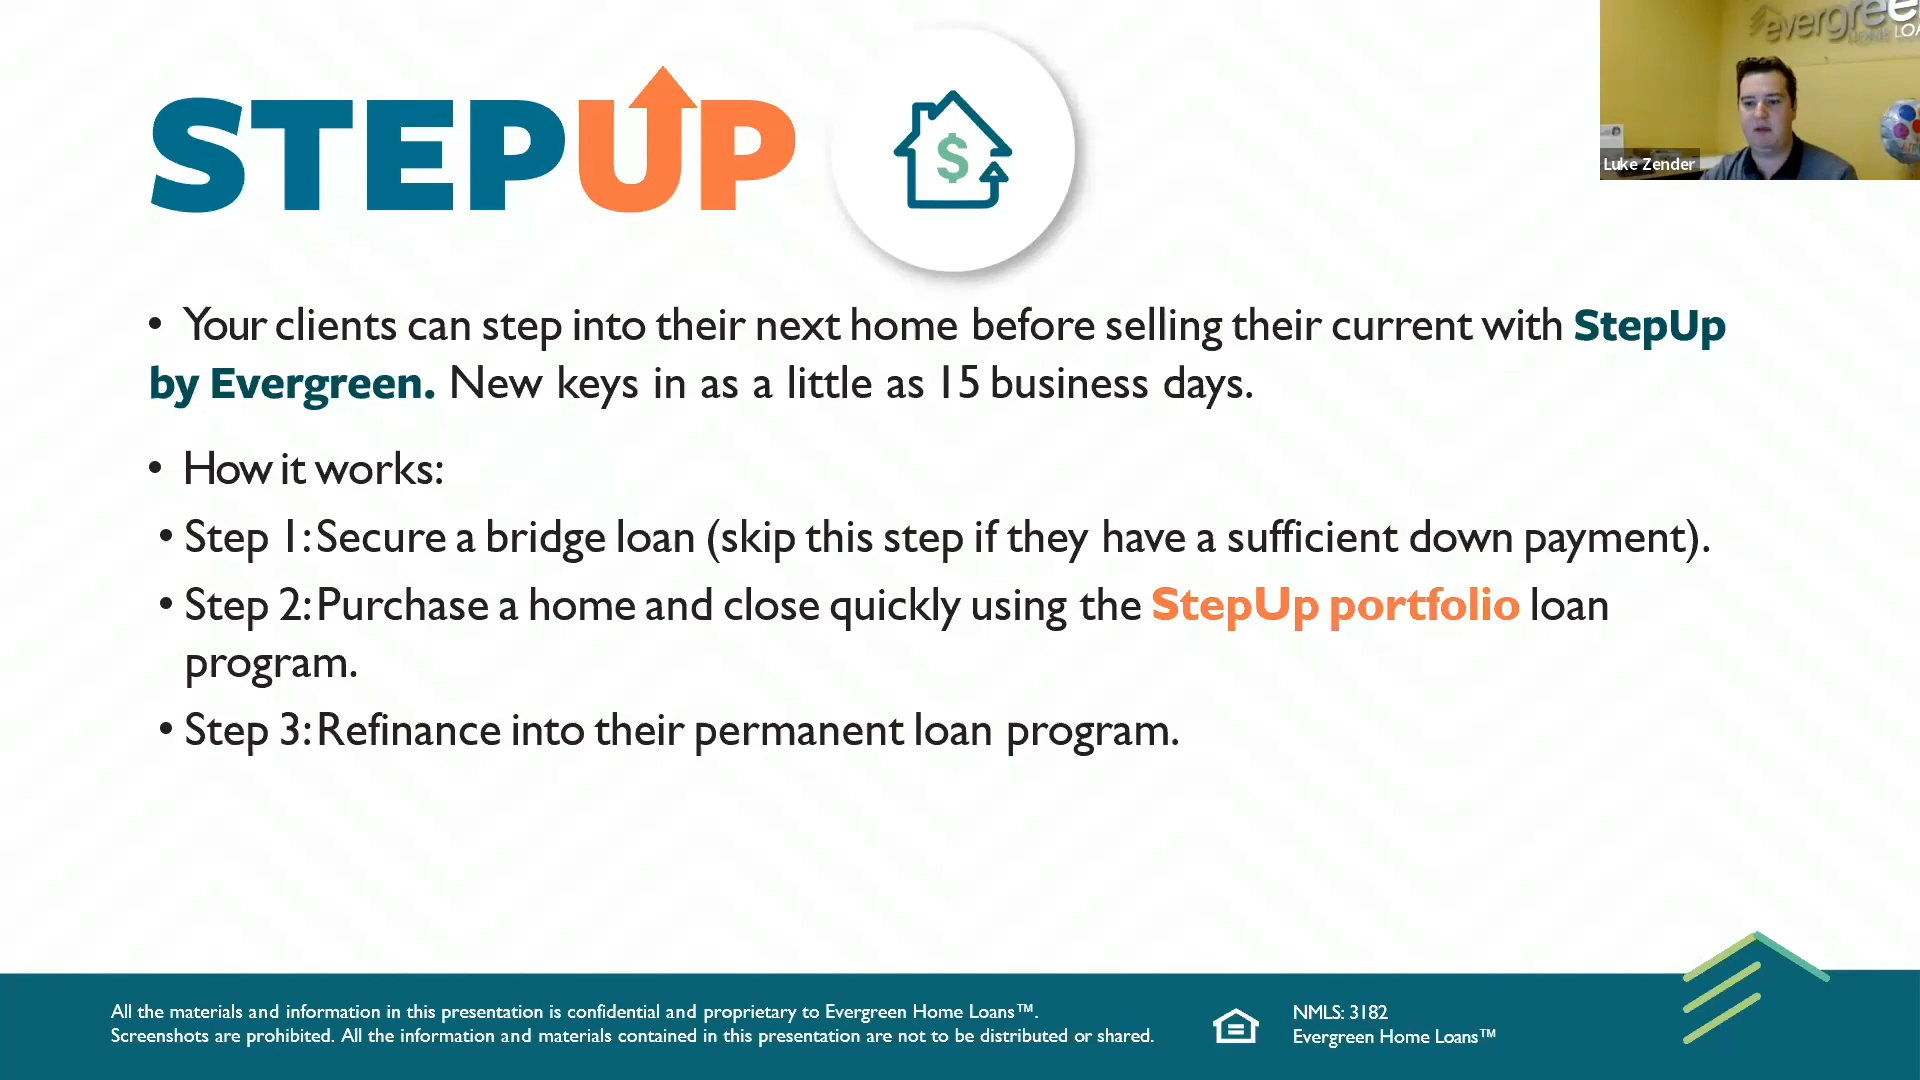 STEPUP
$
evergreen
HOME LOA
Luke Zender
• Your clients can step into their next home before selling their current with StepUp
by Evergreen. New keys in as a little as 15 business days.
• How it works:
• Step 1: Secure a bridge loan (skip this step if they have a sufficient down payment).
• Step 2: Purchase a home and close quickly using the StepUp portfolio loan
program.
• Step 3: Refinance into their permanent loan program.
All the materials and information in this presentation is confidential and proprietary to Evergreen Home Loans™.
Screenshots are prohibited. All the information and materials contained in this presentation are not to be distributed or shared.
NMLS: 3182
Evergreen Home Loans™